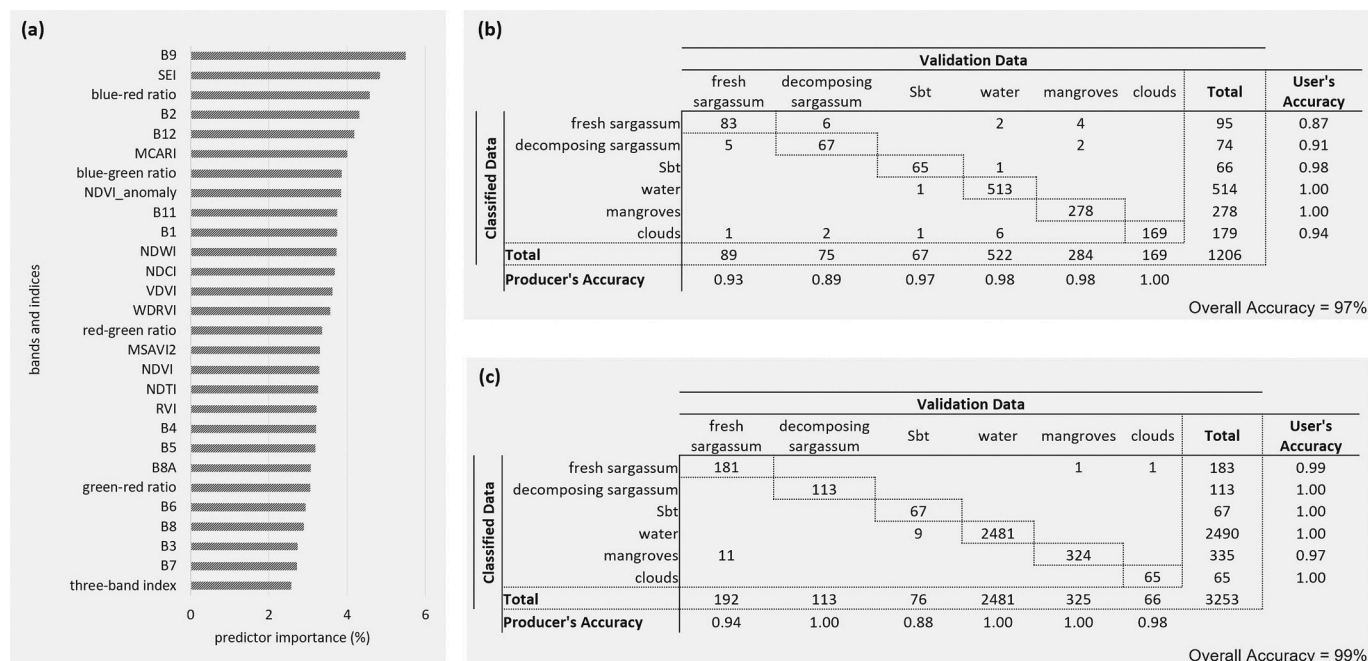 (a)
B9
SEI
blue-red ratio
B2
B12
MCARI
blue-green ratio
NDVI_anomaly
B11
B1
NDWI
NDCI
VDVI
WDRVI
red-green ratio
MSAVI2
NDVI
NDTI
RVI
B4
B5
B8A
green-red ratio
B6
B8
B3
B7
three-band index
bands and indices
0 2 4 6
predictor importance (%)
(b)
Validation Data
fresh sargassum decomposing sargassum Sbt water mangroves clouds Total User's Accuracy
Classified Data
fresh sargassum 83 6 2 4 95 0.87
decomposing sargassum 5 67 2 74 0.91
Sbt 65 1 66 0.98
water 1 513 514 1.00
mangroves 278 278 1.00
clouds 1 2 1 6 169 179 0.94
Total 89 75 67 522 284 169 1206
Producer's Accuracy 0.93 0.89 0.97 0.98 0.98 1.00
Overall Accuracy = 97%
(c)
Validation Data
fresh sargassum decomposing sargassum Sbt water mangroves clouds Total User's Accuracy
Classified Data
fresh sargassum 181 1 1 183 0.99
decomposing sargassum 113 113 1.00
Sbt 67 67 1.00
water 9 2481 2490 1.00
mangroves 11 324 335 0.97
clouds 65 65 1.00
Total 192 113 76 2481 325 66 3253
Producer's Accuracy 0.94 1.00 0.88 1.00 1.00 0.98
Overall Accuracy = 99%